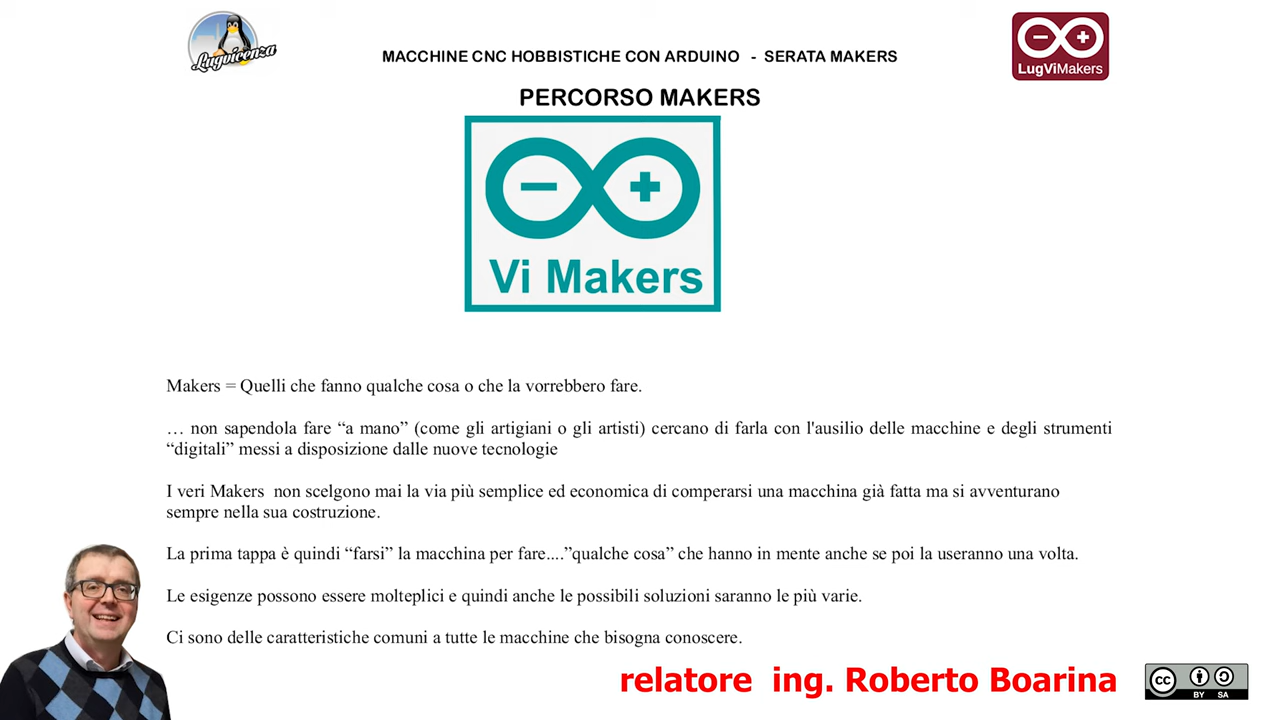 Lugvicenza
MACCHINE CNC HOBBISTICHE CON ARDUINO - SERATA MAKERS
LugViMakers
PERCORSO MAKERS
Vi Makers
Makers = Quelli che fanno qualche cosa o che la vorrebbero fare.
… non sapendola fare “a mano” (come gli artigiani o gli artisti) cercano di farla con l'ausilio delle macchine e degli strumenti
“digitali” messi a disposizione dalle nuove tecnologie
I veri Makers non scelgono mai la via più semplice ed economica di comperarsi una macchina già fatta ma si avventurano
sempre nella sua costruzione.
La prima tappa è quindi “farsi” la macchina per fare....”qualche cosa” che hanno in mente anche se poi la useranno una volta.
Le esigenze possono essere molteplici e quindi anche le possibili soluzioni saranno le più varie.
Ci sono delle caratteristiche comuni a tutte le macchine che bisogna conoscere.
relatore ing. Roberto Boarina
cc BY SA